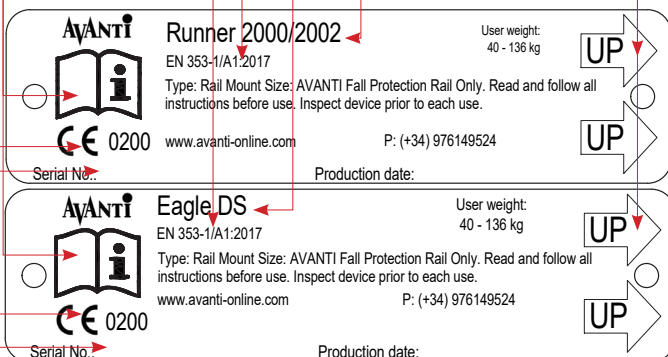 AVANTI
Runner 2000/2002
User weight:
40 - 136 kg
UP
EN 353-1/A1:2017
Type: Rail Mount Size: AVANTI Fall Protection Rail Only. Read and follow all
instructions before use. Inspect device prior to each use.
i
CE 0200
www.avanti-online.com
P: (+34) 976149524
UP
Serial No.:
Production date:
AVANTI
Eagle DS
User weight:
40 - 136 kg
UP
EN 353-1/A1:2017
Type: Rail Mount Size: AVANTI Fall Protection Rail Only. Read and follow all
instructions before use. Inspect device prior to each use.
i
www.avanti-online.com
P: (+34) 976149524
UP
CE 0200
Serial No.:
Production date: